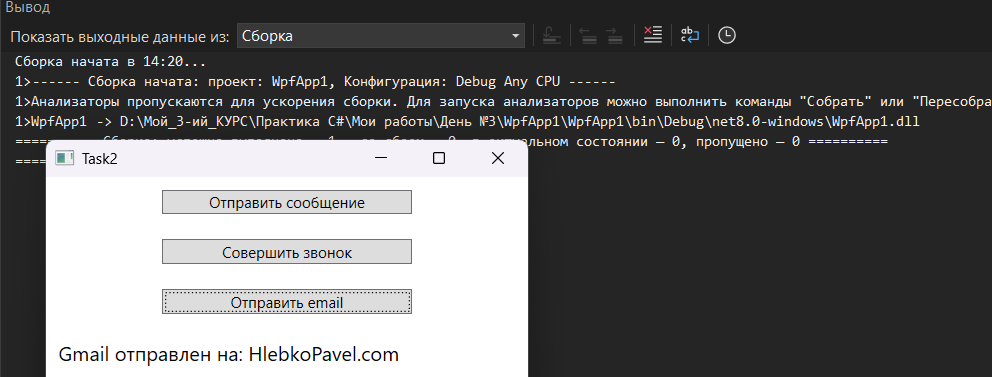 Вывод
Показать выходные данные из: Сборка
Сборка начата в 14:20...
1>------ Сборка начата: проект: WpfApp1, Конфигурация: Debug Any CPU ------
1>Анализаторы пропускаются для ускорения сборки. Для запуска анализаторов можно выполнить команды "Собрать" или "Пересобра
1>WpfApp1 -> D:\Мой_3-ий_КУРС\Практика C#\Мои работы\День №3\WpfApp1\WpfApp1\bin\Debug\net8.0-windows\WpfApp1.dll
актуальном состоянии — 0, пропущено — 0 ==========
Task2
Отправить сообщение
Совершить звонок
Отправить email
Gmail отправлен на: HlebkoPavel.com